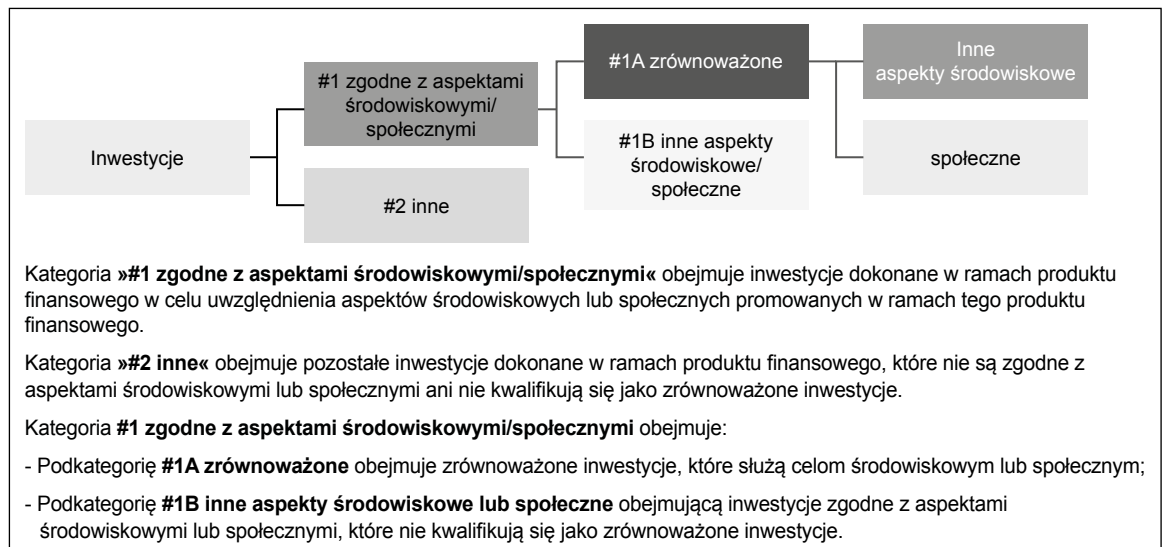 Inwestycje
#1 zgodne z aspektami
środowiskowymi/
społecznymi
#2 inne
#1A zrównoważone
#1B inne aspekty
środowiskowe/
społeczne
Inne
aspekty środowiskowe
społeczne
Kategoria »#1 zgodne z aspektami środowiskowymi/społecznymi« obejmuje inwestycje dokonane w ramach produktu
finansowego w celu uwzględnienia aspektów środowiskowych lub społecznych promowanych w ramach tego produktu
finansowego.
Kategoria »#2 inne« obejmuje pozostałe inwestycje dokonane w ramach produktu finansowego, które nie są zgodne z
aspektami środowiskowymi lub społecznymi ani nie kwalifikują się jako zrównoważone inwestycje.
Kategoria #1 zgodne z aspektami środowiskowymi/społecznymi obejmuje:
- Podkategorię #1A zrównoważone obejmuje zrównoważone inwestycje, które służą celom środowiskowym lub społecznym;
- Podkategorię #1B inne aspekty środowiskowe lub społeczne obejmującą inwestycje zgodne z aspektami
środowiskowymi lub społecznymi, które nie kwalifikują się jako zrównoważone inwestycje.